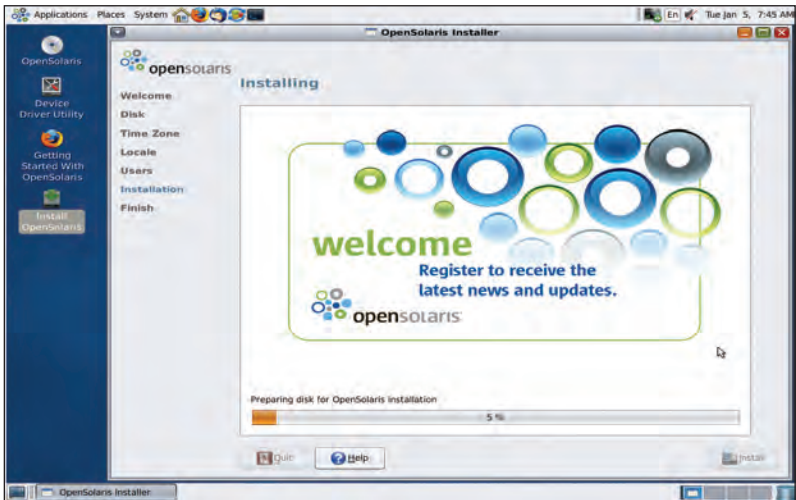 Applications Places System En Tue Jan 5, 7:45 AM
OpenSolaris Installer
OpenSolaris
Device
Driver Utility
Getting
Started With
OpenSolaris
Install
OpenSolaris
opensolaris
Welcome
Disk
Time Zone
Locale
Users
Installation
Finish
Installing
welcome
Register to receive the
latest news and updates.
opensolaris
Preparing disk for OpenSolaris installation
5 %
Quit Help Install
OpenSolaris Installer